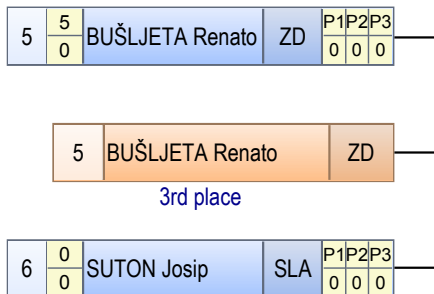 5 5 BUŠLJETA Renato ZD P1 P2 P3
0 0 0 0
5 BUŠLJETA Renato ZD
3rd place
6 0 SUTON Josip SLA P1 P2 P3
0 0 0 0